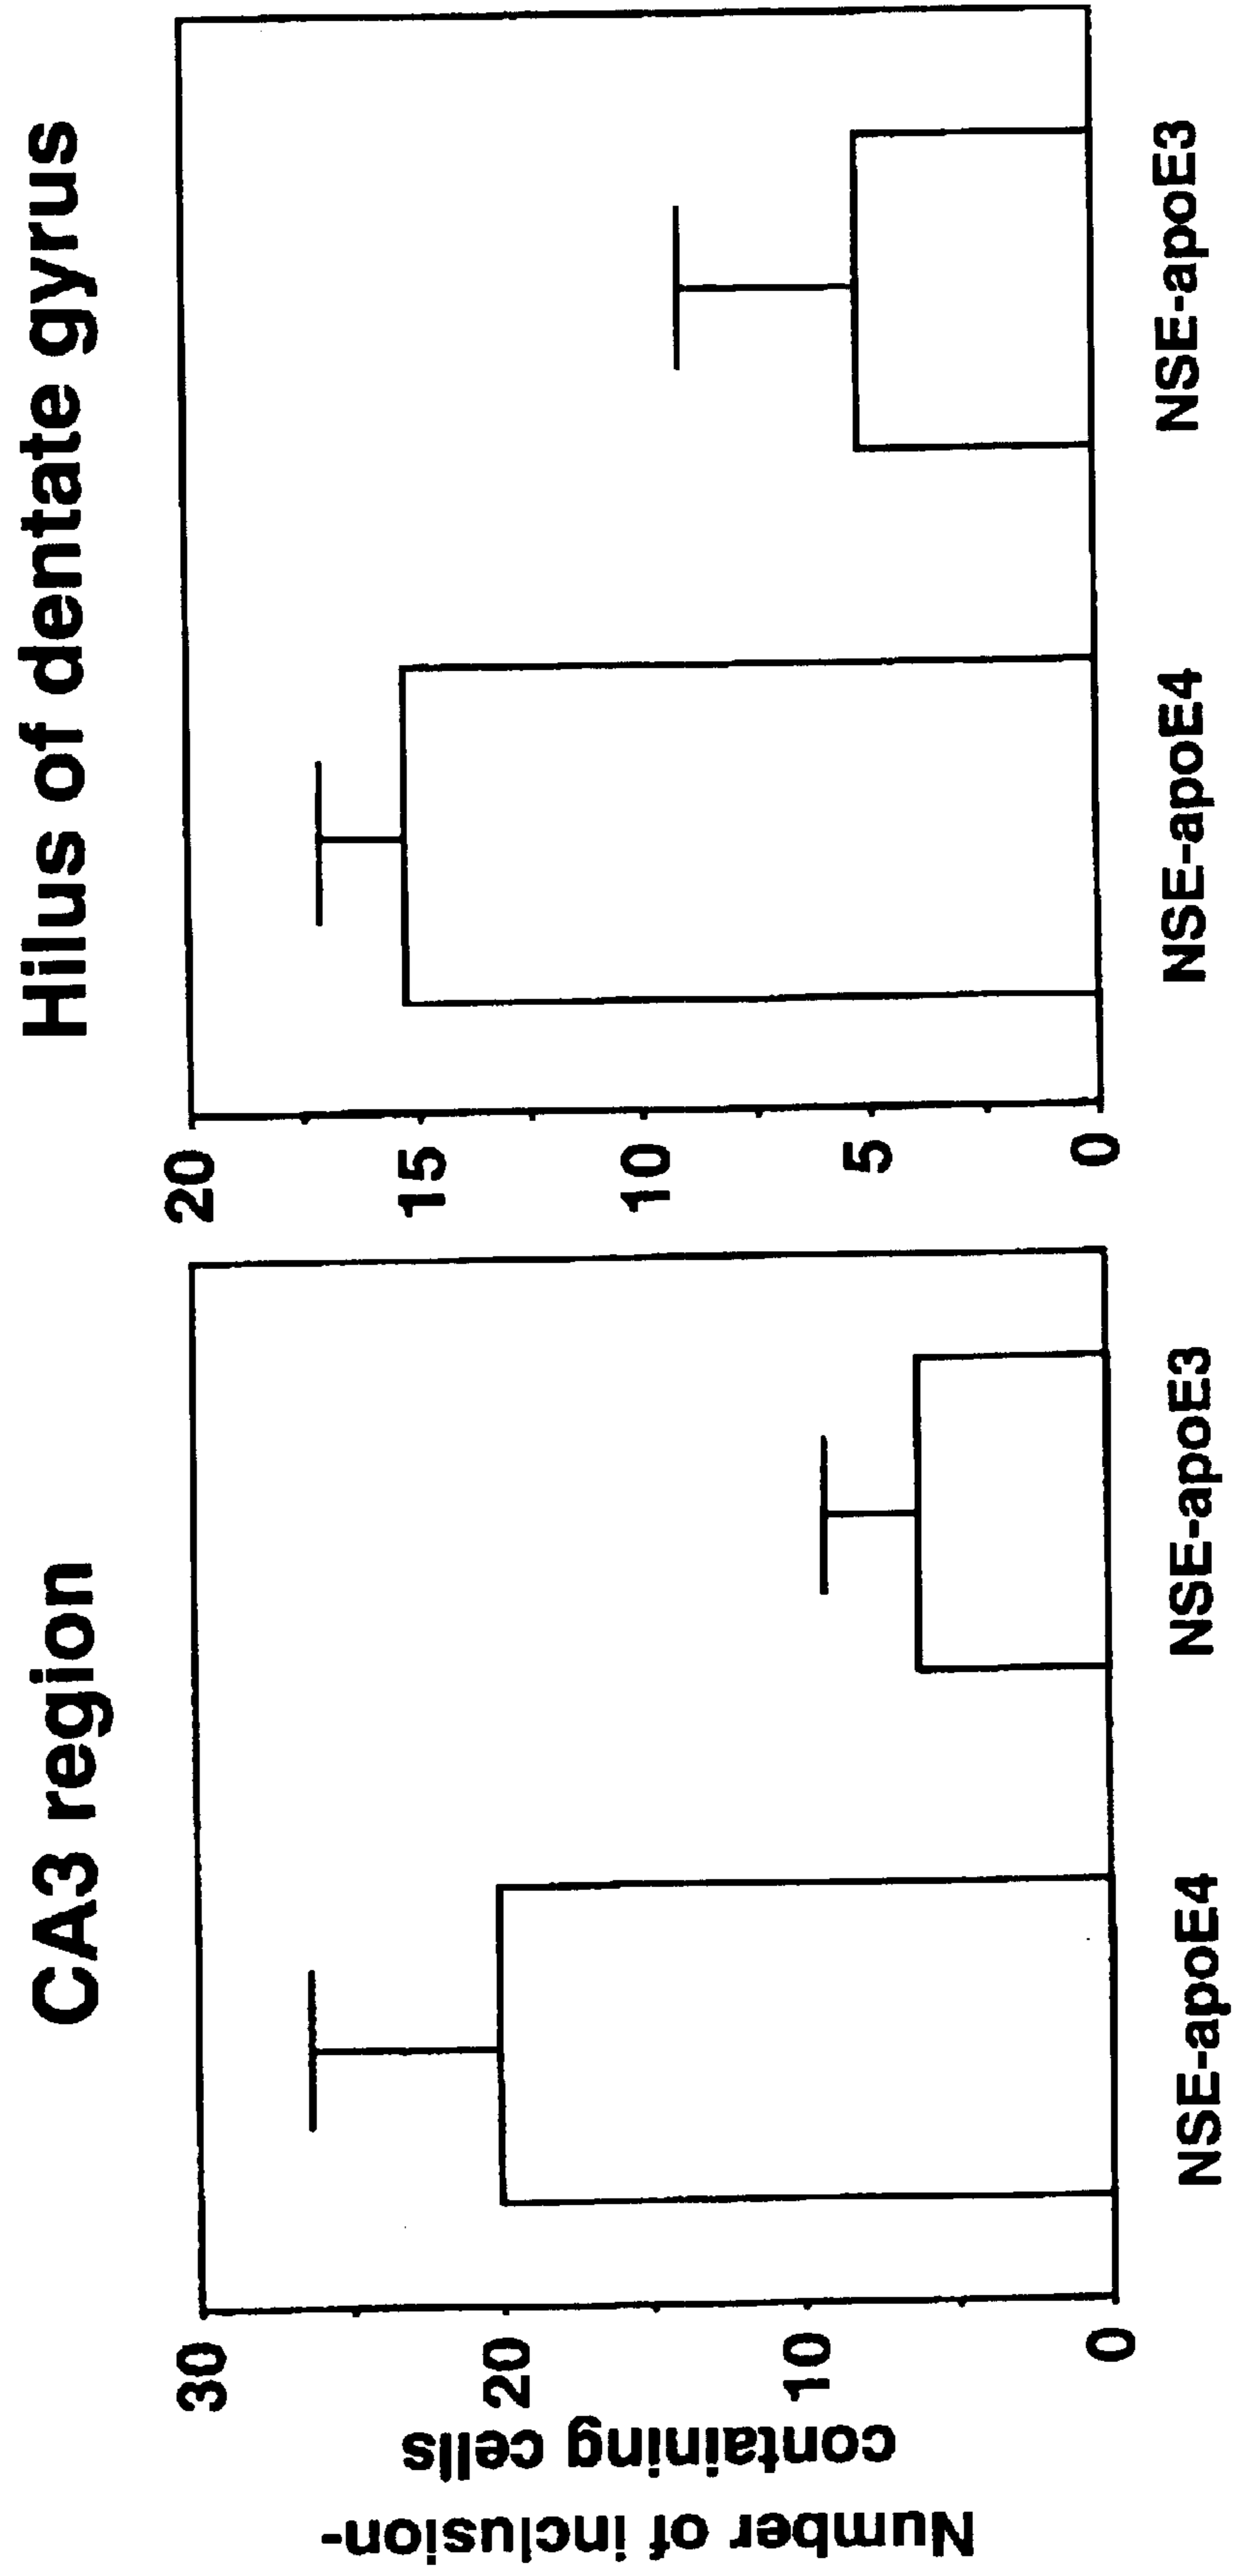 CA3 region
Number of inclusion-
containing cells
30
20
10
0
NSE-apoE4
NSE-apoE3
Hilus of dentate gyrus
20
15
10
5
0
NSE-apoE4
NSE-apoE3